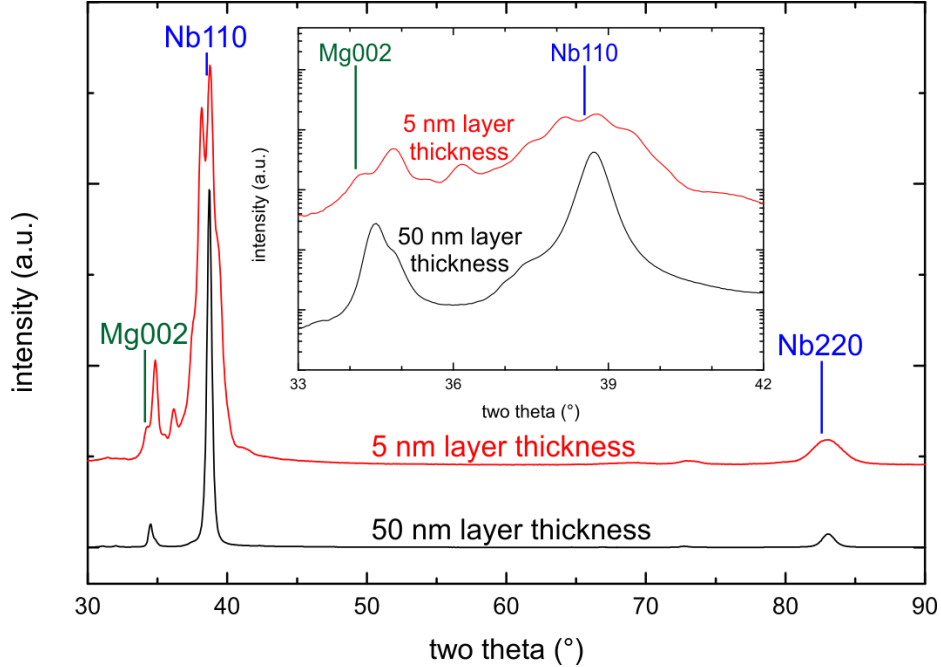 Nb110
Mg002
Nb110
5 nm layer
thickness
50 nm layer
thickness
intensity (a.u.)
33
36
39
42
two theta (°)
Mg002
Nb220
5 nm layer thickness
50 nm layer thickness
intensity (a.u.)
30
40
50
60
70
80
90
two theta (°)